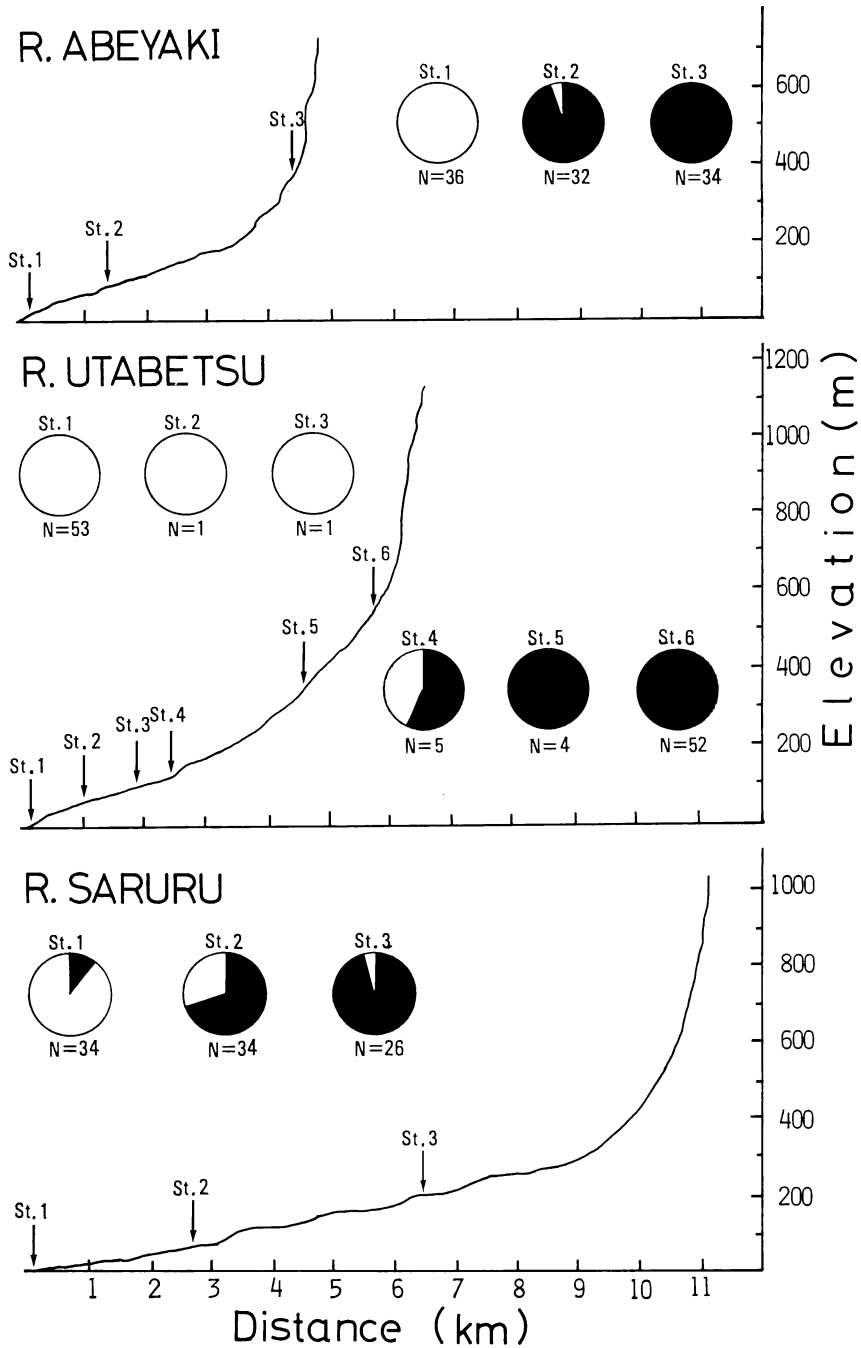 R. ABEYAKI
St.1
St.2
St.3
N=36
N=32
N=34
St.3
St.2
St.1
600
400
200
R. UTABETSU
St.1
St.2
St.3
N=53
N=1
N=1
St.6
St.5
St.4
St.5
St.6
N=5
N=4
N=52
St.3
St.4
St.2
St.1
1200
1000
800
600
400
200
Elevation (m)
R. SARURU
St.1
St.2
St.3
N=34
N=34
N=26
St.3
St.2
St.1
1000
800
600
400
200
1 2 3 4 5 6 7 8 9 10 11
Distance (km)